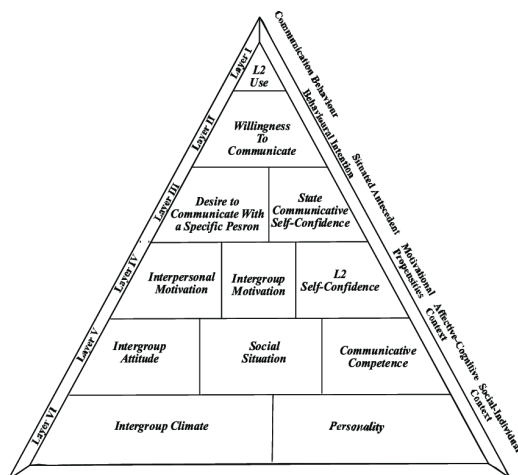 Layer I
Communication Behaviour
L2
Use
Layer II
Behavioural Intention
Willingness
To
Communicate
Layer III
Situated Antecedent
Desire to
Communicate With
a Specific Pesron
State
Communicative
Self-Confidence
Layer IV
Motivational
Propensities
Interpersonal
Motivation
Intergroup
Motivation
L2
Self-Confidence
Layer V
Affective-Cognitive
Context
Intergroup
Attitude
Social
Situation
Communicative
Competence
Layer VI
Social-Individual
Context
Intergroup Climate
Personality